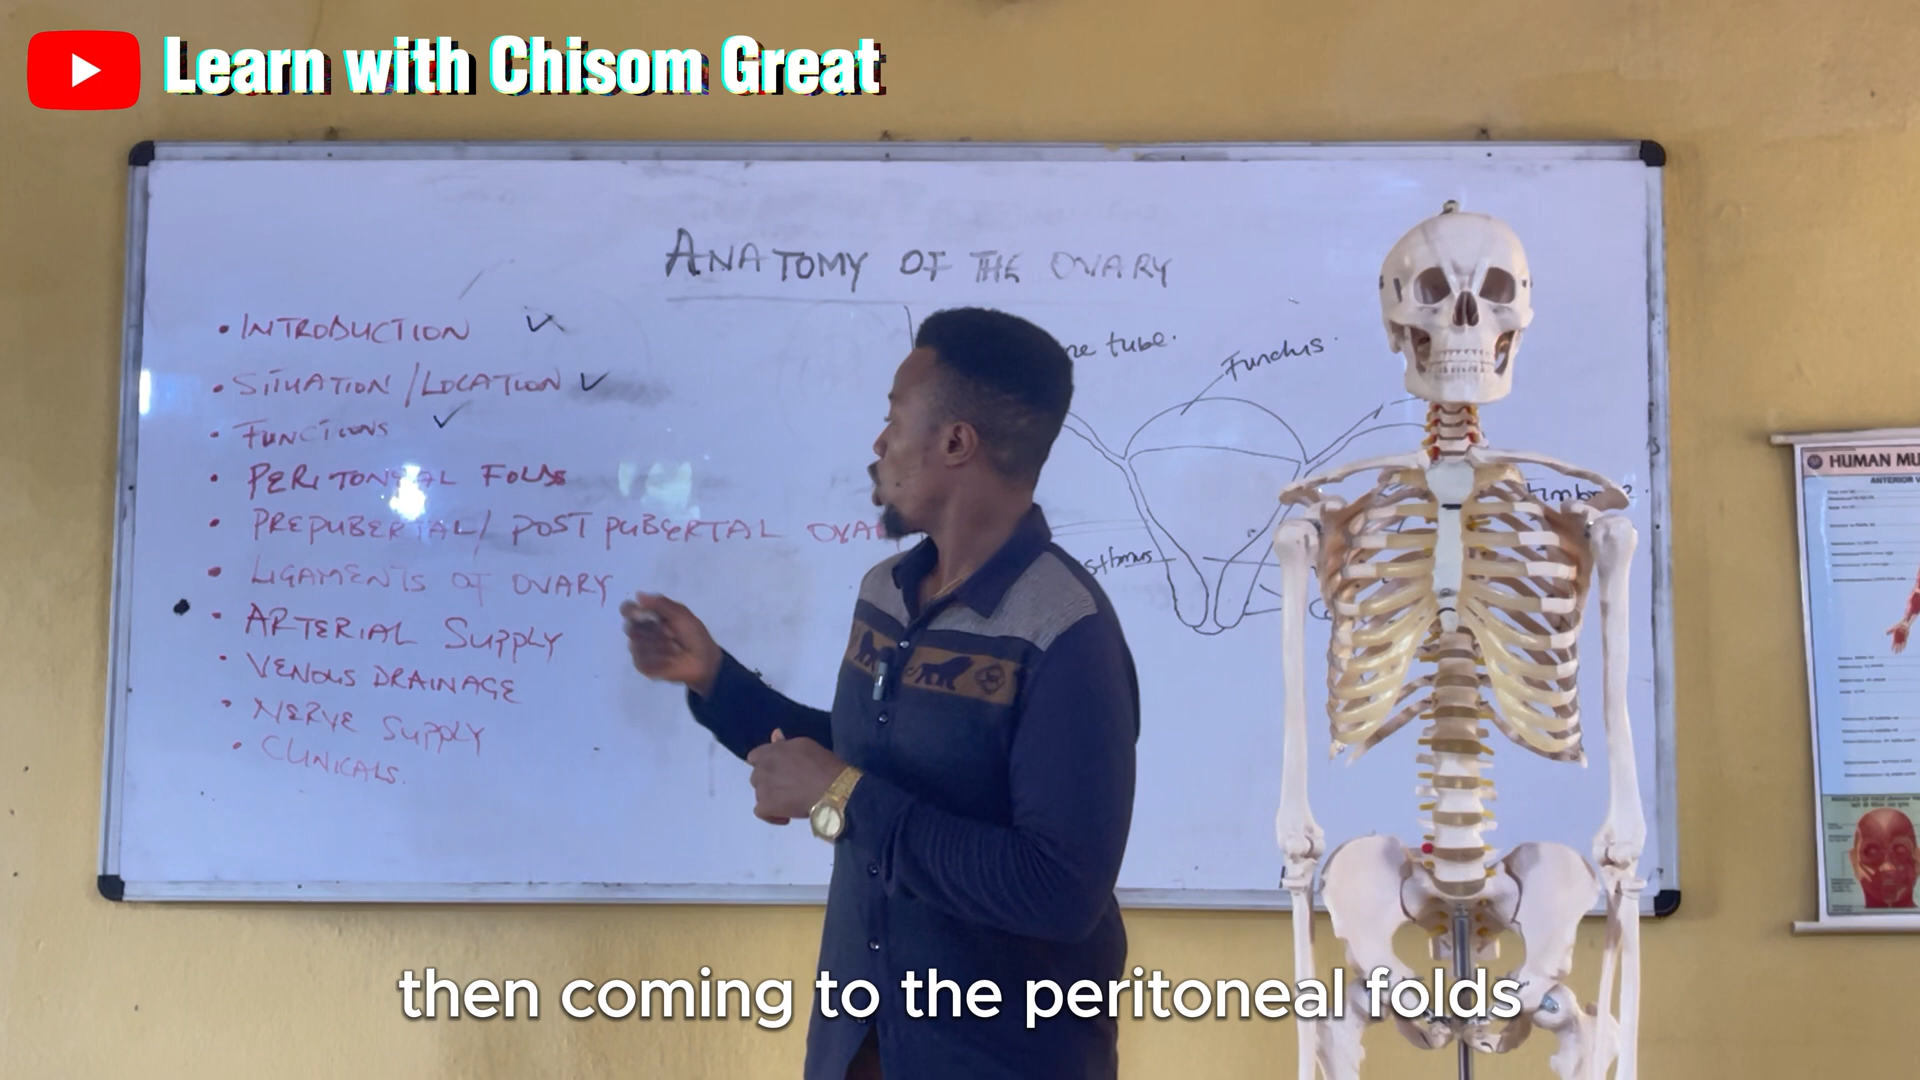 Learn with Chisom Great
ANATOMY OF THE OVARY
• INTRODUCTION ✓
• SITUATION / LOCATION ✓
• FUNCTIONS ✓
• PERITONEAL FOLDS
• PREPUBERTAL / POST PUBERTAL
• LIGAMENTS OF OVARY
• ARTERIAL SUPPLY
• VENOUS DRAINAGE
• NERVE SUPPLY
• CLINICALS.
tube.
Fundus
HUMAN
ANTERIOR
then coming to the peritoneal folds